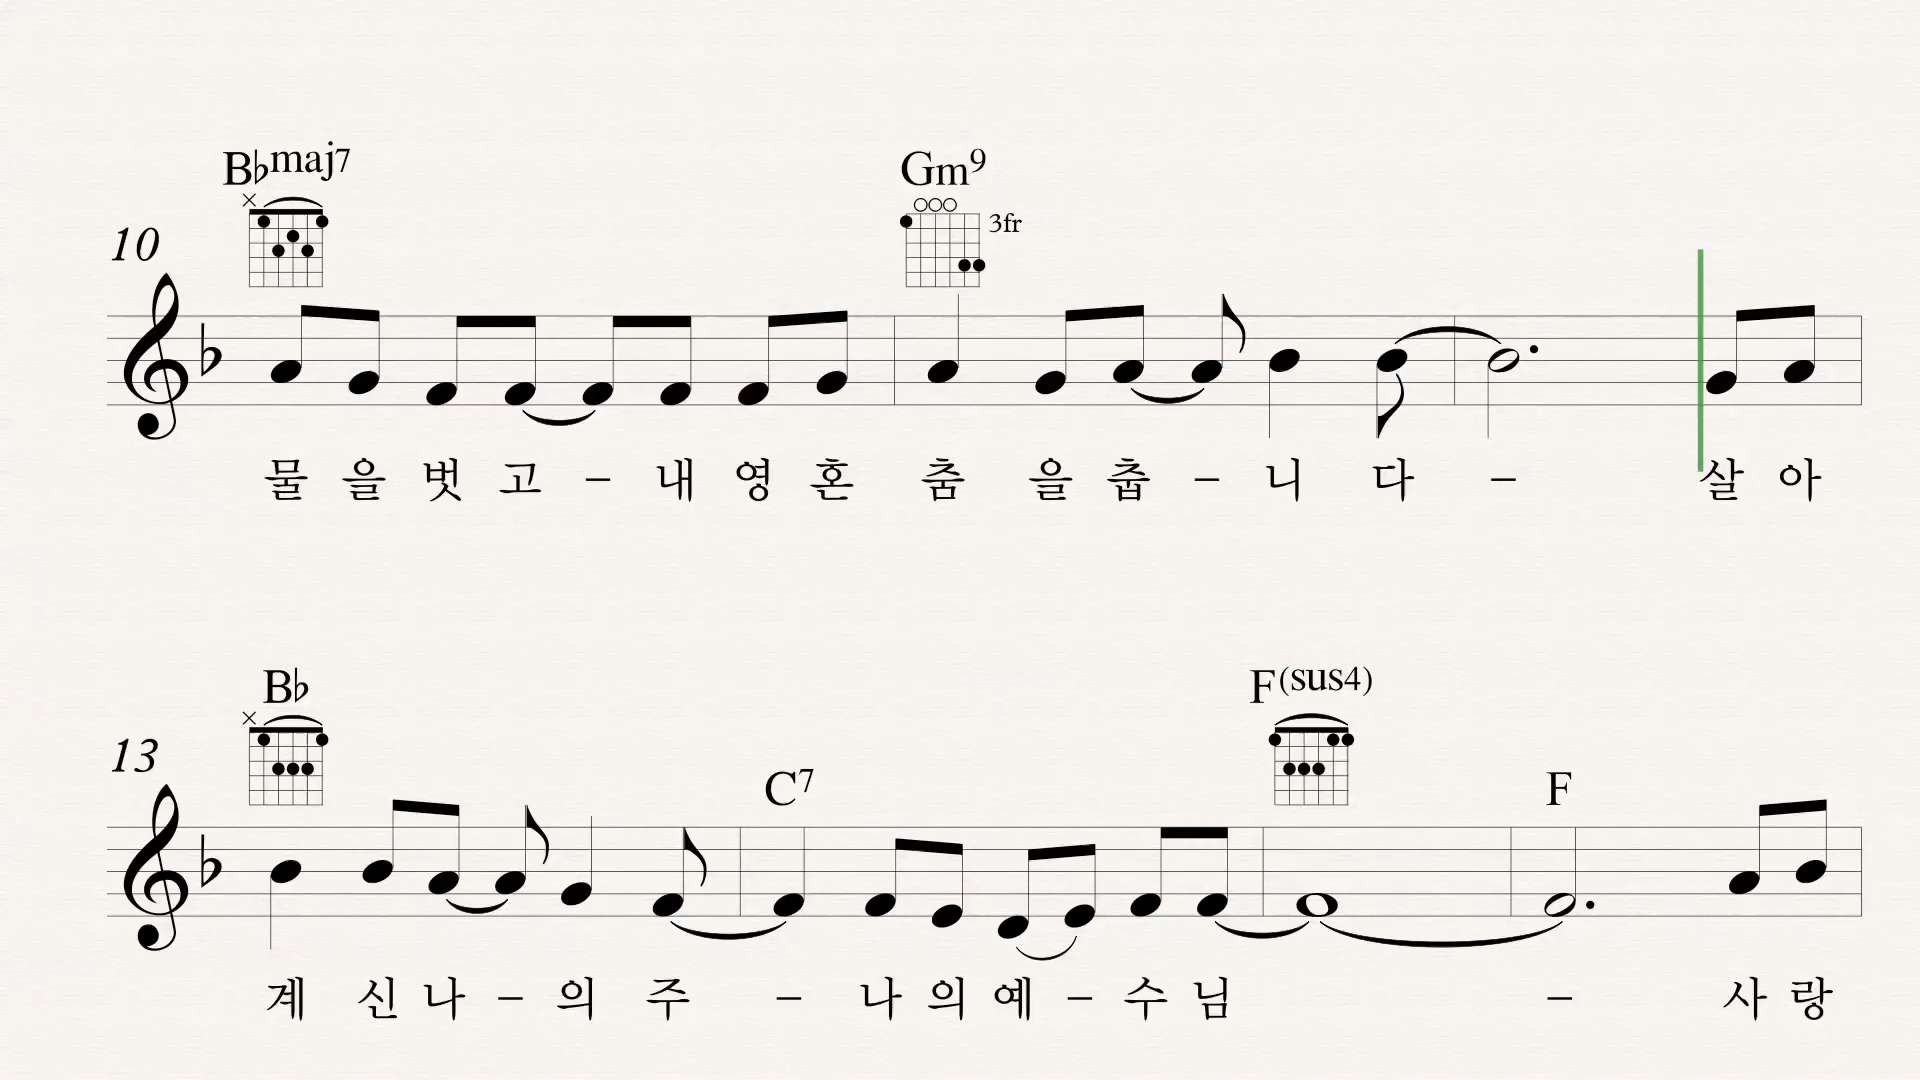 B♭maj7 Gm9
3fr
10
물 을 벗 고 – 내 영 혼 춤 을 춥 – 니 다 – 살 아
B♭ F(sus4)
13 C7 F
계 신 나 – 의 주 – 나 의 예 – 수 님 – 사 랑